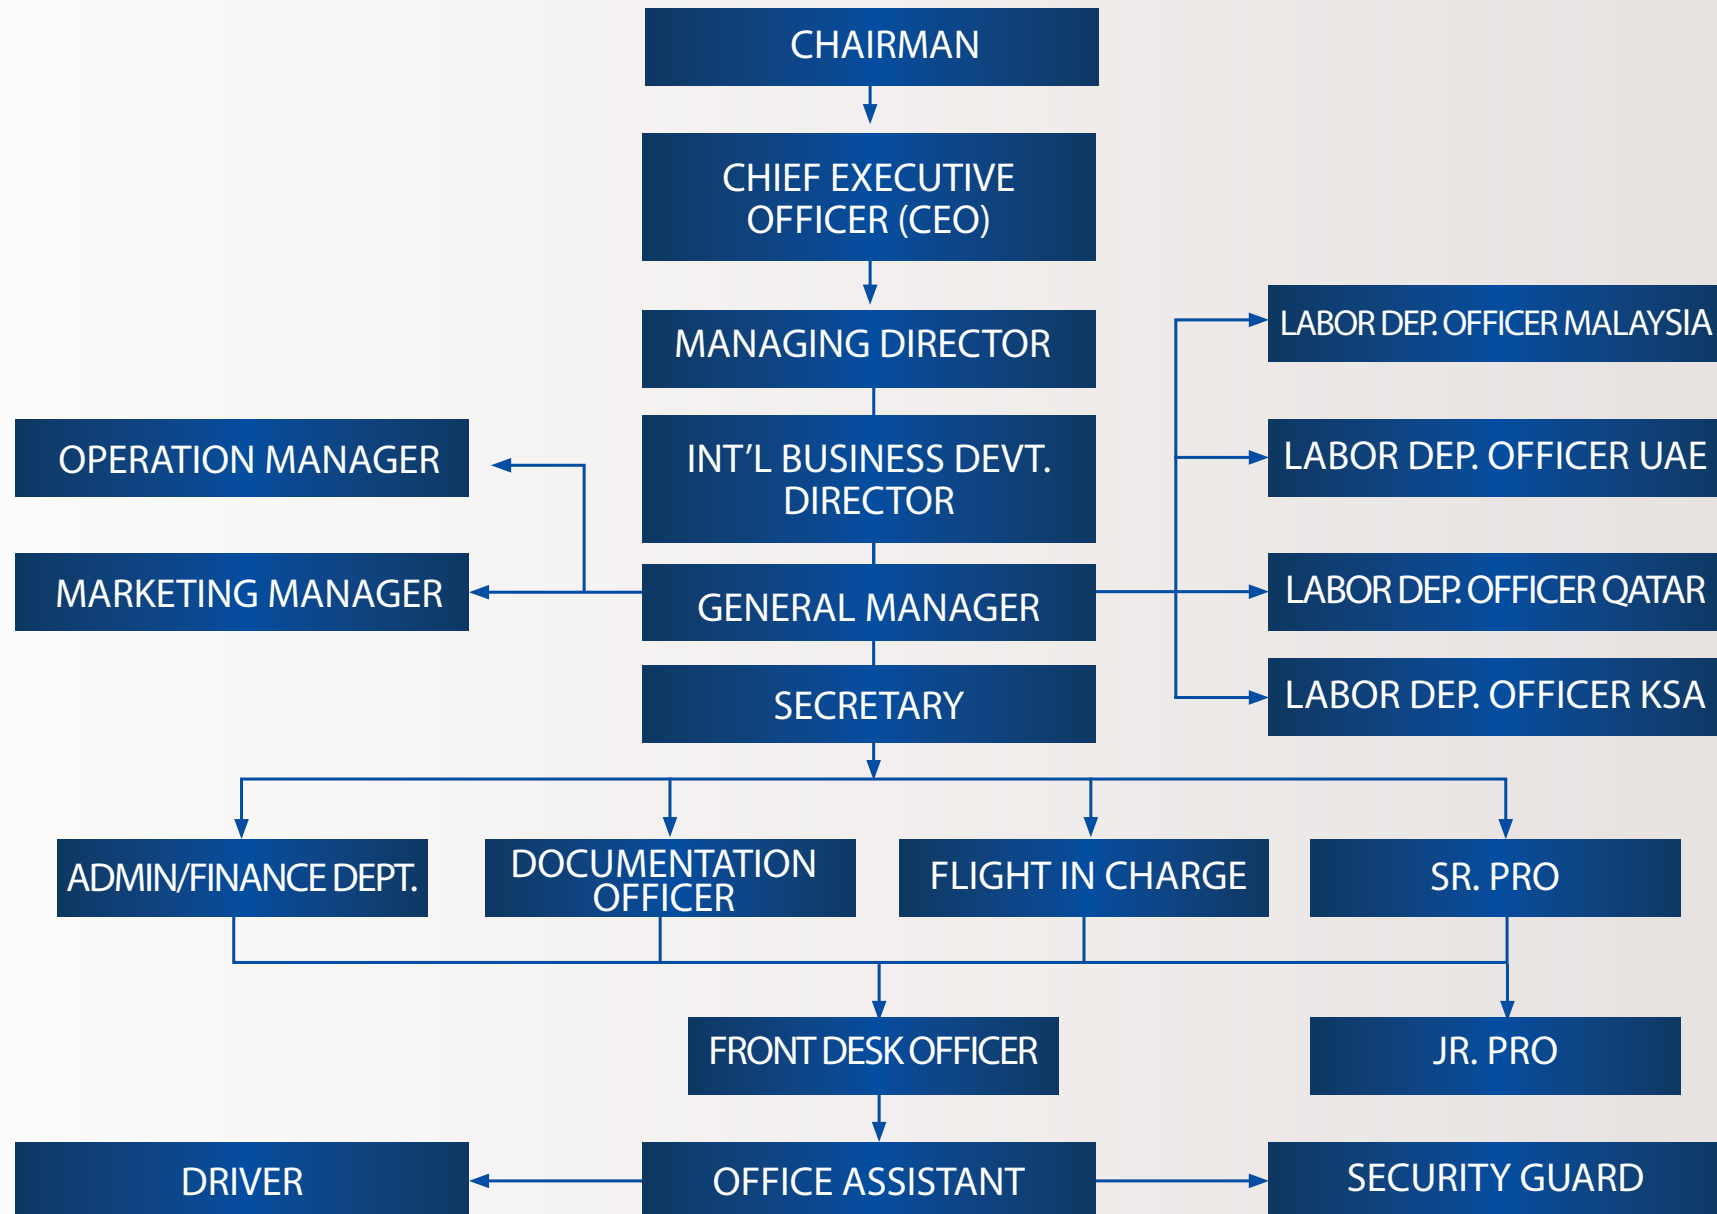 CHAIRMAN
CHIEF EXECUTIVE
OFFICER (CEO)
MANAGING DIRECTOR
LABOR DEP. OFFICER MALAYSIA
OPERATION MANAGER
INT’L BUSINESS DEVT.
DIRECTOR
LABOR DEP. OFFICER UAE
MARKETING MANAGER
GENERAL MANAGER
LABOR DEP. OFFICER QATAR
SECRETARY
LABOR DEP. OFFICER KSA
ADMIN/FINANCE DEPT.
DOCUMENTATION
OFFICER
FLIGHT IN CHARGE
SR. PRO
FRONT DESK OFFICER
JR. PRO
DRIVER
OFFICE ASSISTANT
SECURITY GUARD